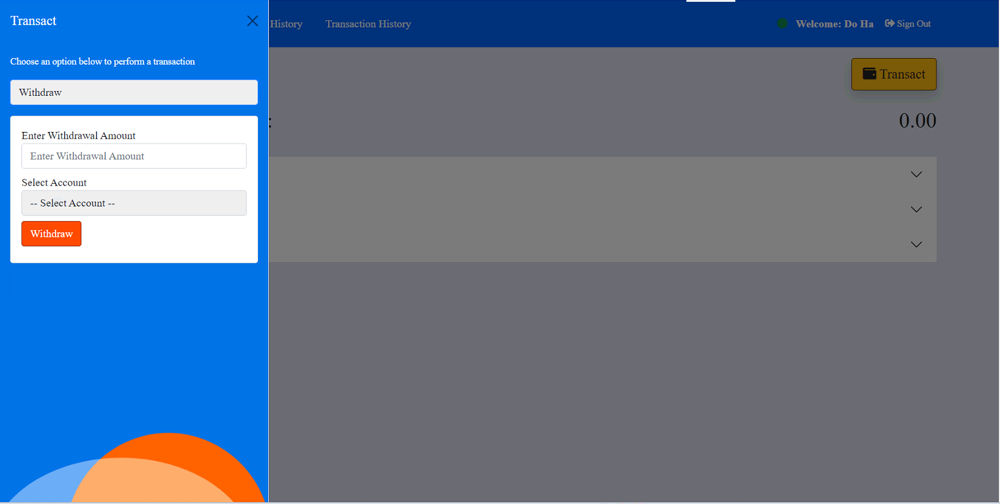 Transact
History
Transaction History
Welcome: Do Ha
Sign Out
Choose an option below to perform a transaction
Transact
Withdraw
:
0.00
Enter Withdrawal Amount
Enter Withdrawal Amount
Select Account
-- Select Account --
Withdraw